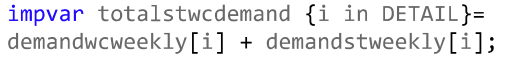 impvar totalstwcdemand {i in DETAIL}=
demandwcweekly[i] + demandstweekly[i];